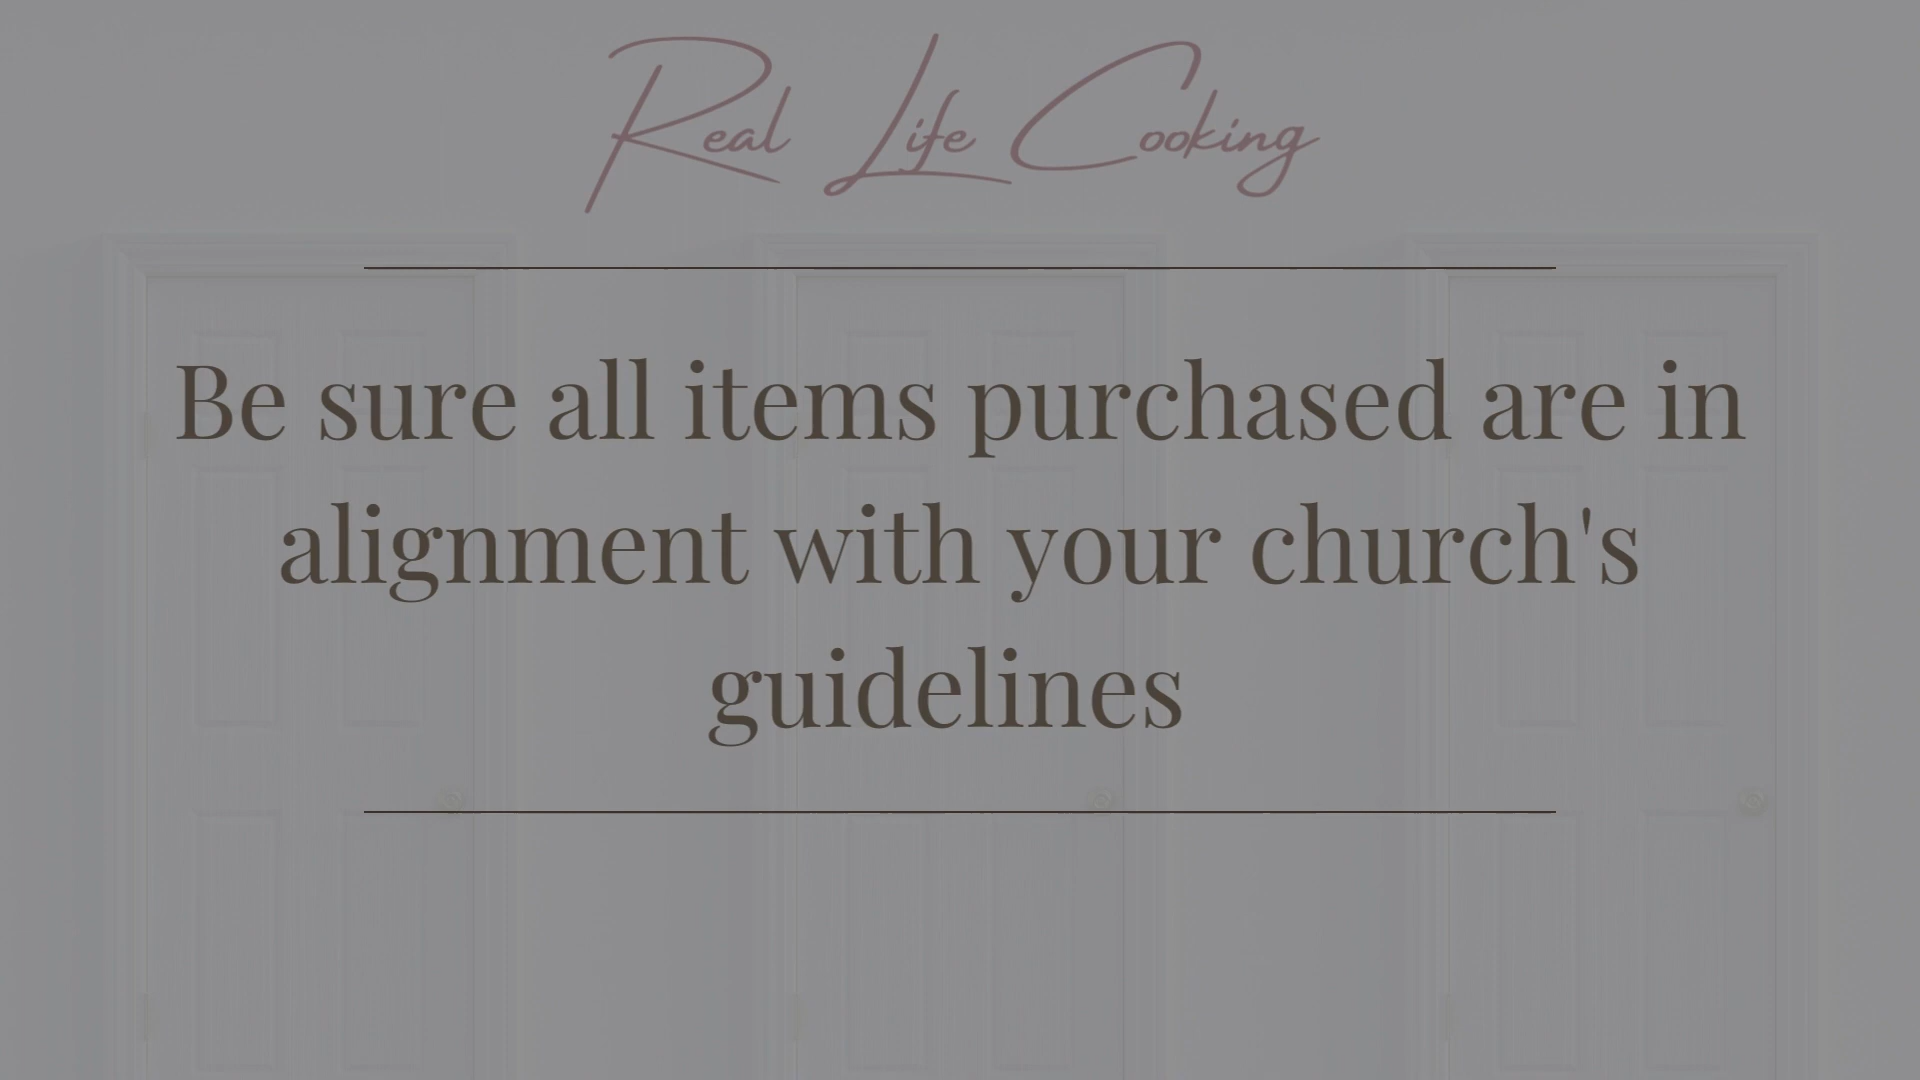 Real Life Cooking
Be sure all items purchased are in
alignment with your church's
guidelines